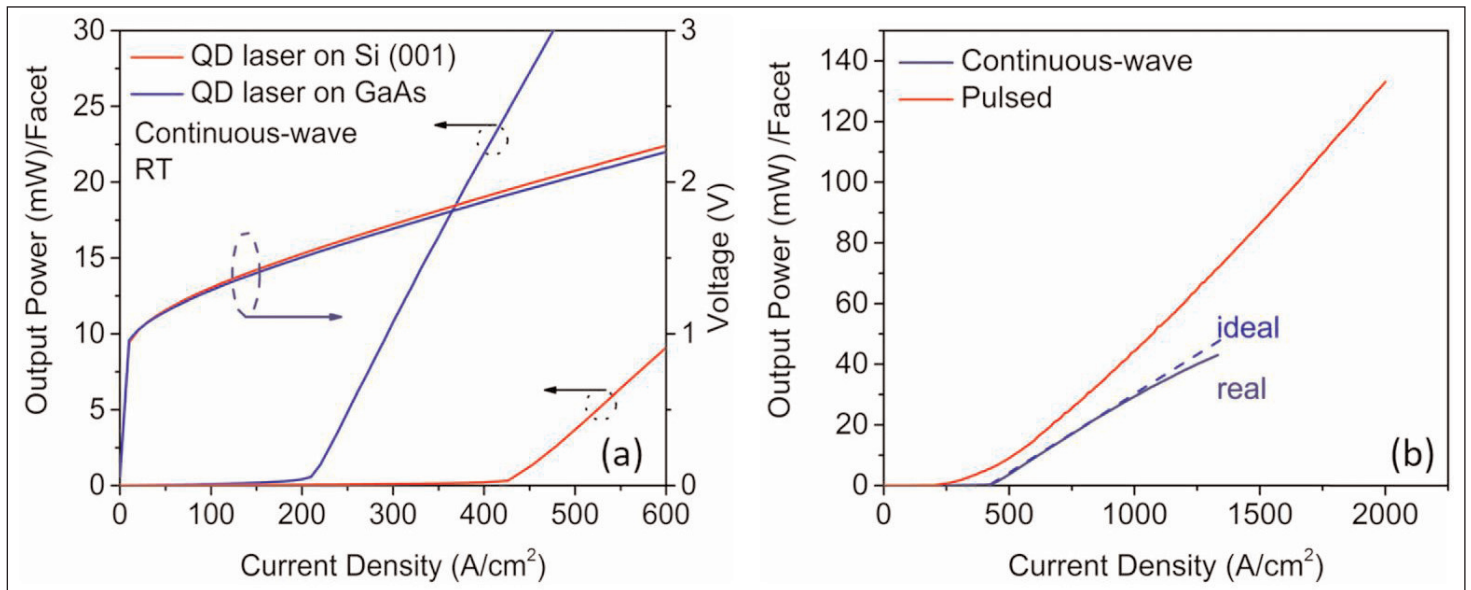 30
25
20
15
10
5
0
Output Power (mW)/Facet
QD laser on Si (001)
QD laser on GaAs
Continuous-wave
RT
3
2
1
0
Voltage (V)
(a)
0 100 200 300 400 500 600
Current Density (A/cm²)
140
120
100
80
60
40
20
0
Output Power (mW) /Facet
Continuous-wave
Pulsed
ideal
real
(b)
0 500 1000 1500 2000
Current Density (A/cm²)